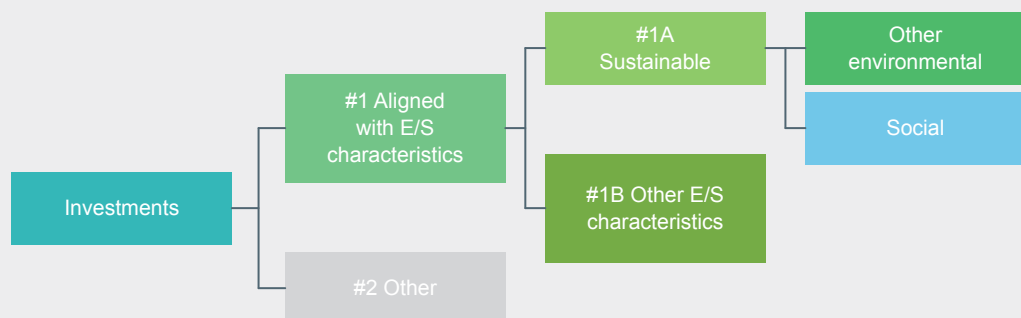 Investments
#1 Aligned
with E/S
characteristics
#2 Other
#1A
Sustainable
#1B Other E/S
characteristics
Other
environmental
Social